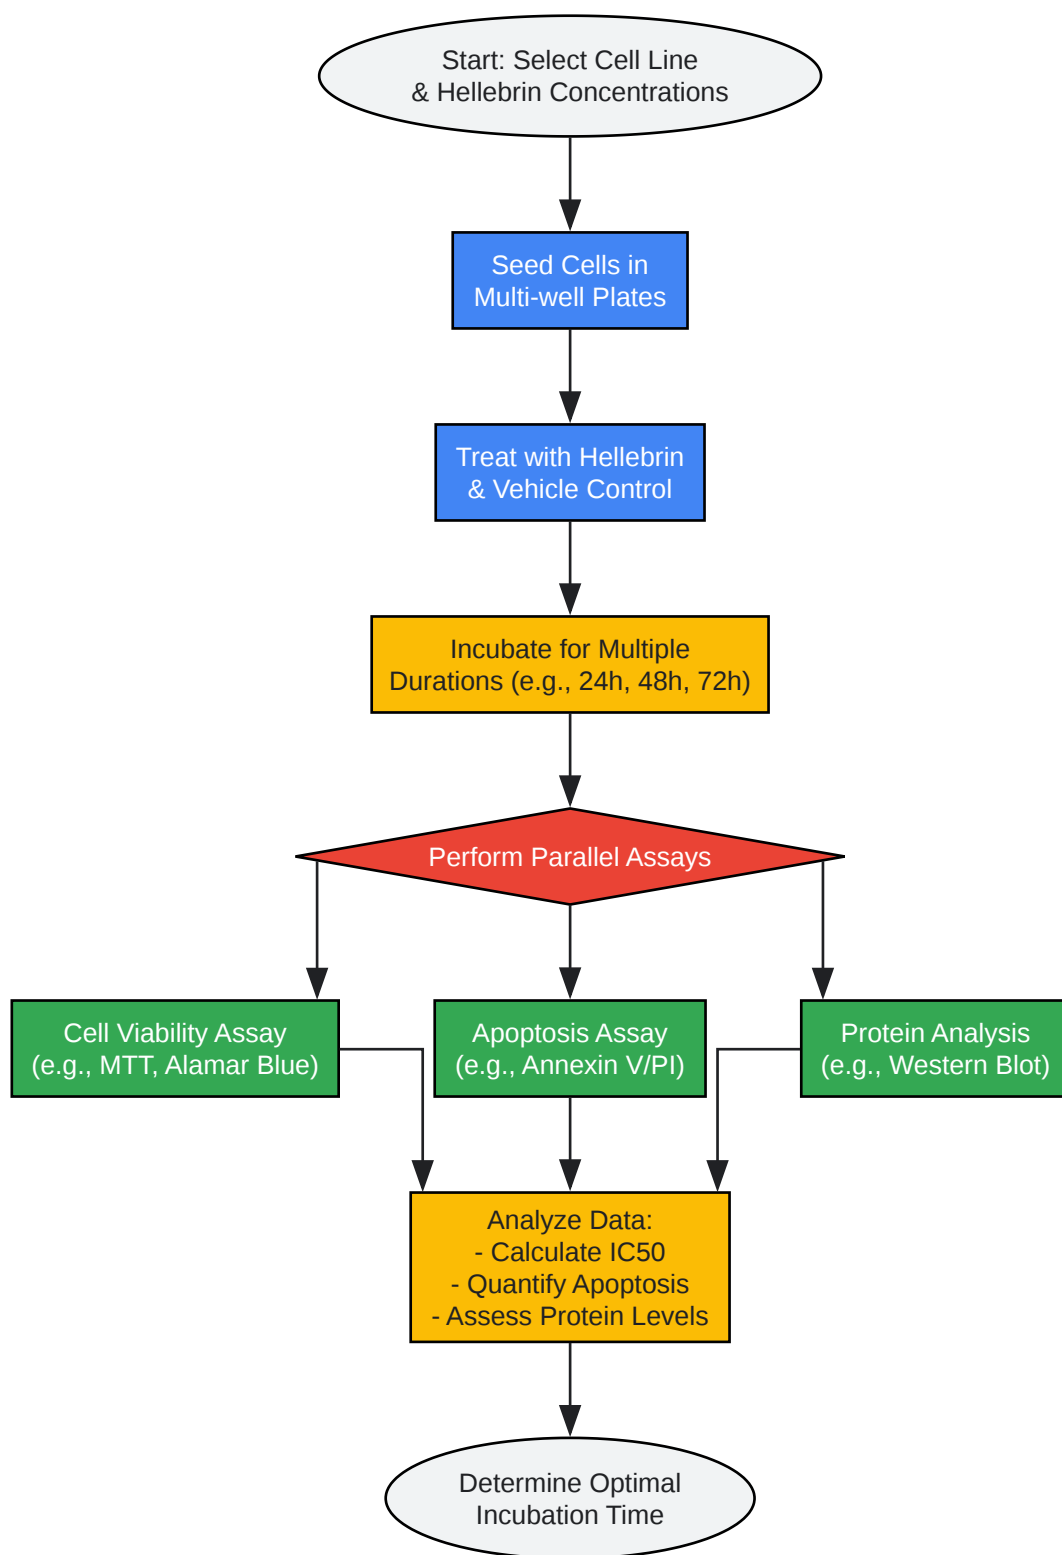 Start: Select Cell Line
& Hellebrin Concentrations
Seed Cells in
Multi-well Plates
Treat with Hellebrin
& Vehicle Control
Incubate for Multiple
Durations (e.g., 24h, 48h, 72h)
Perform Parallel Assays
Cell Viability Assay
(e.g., MTT, Alamar Blue)
Apoptosis Assay
(e.g., Annexin V/PI)
Protein Analysis
(e.g., Western Blot)
Analyze Data:
- Calculate IC50
- Quantify Apoptosis
- Assess Protein Levels
Determine Optimal
Incubation Time